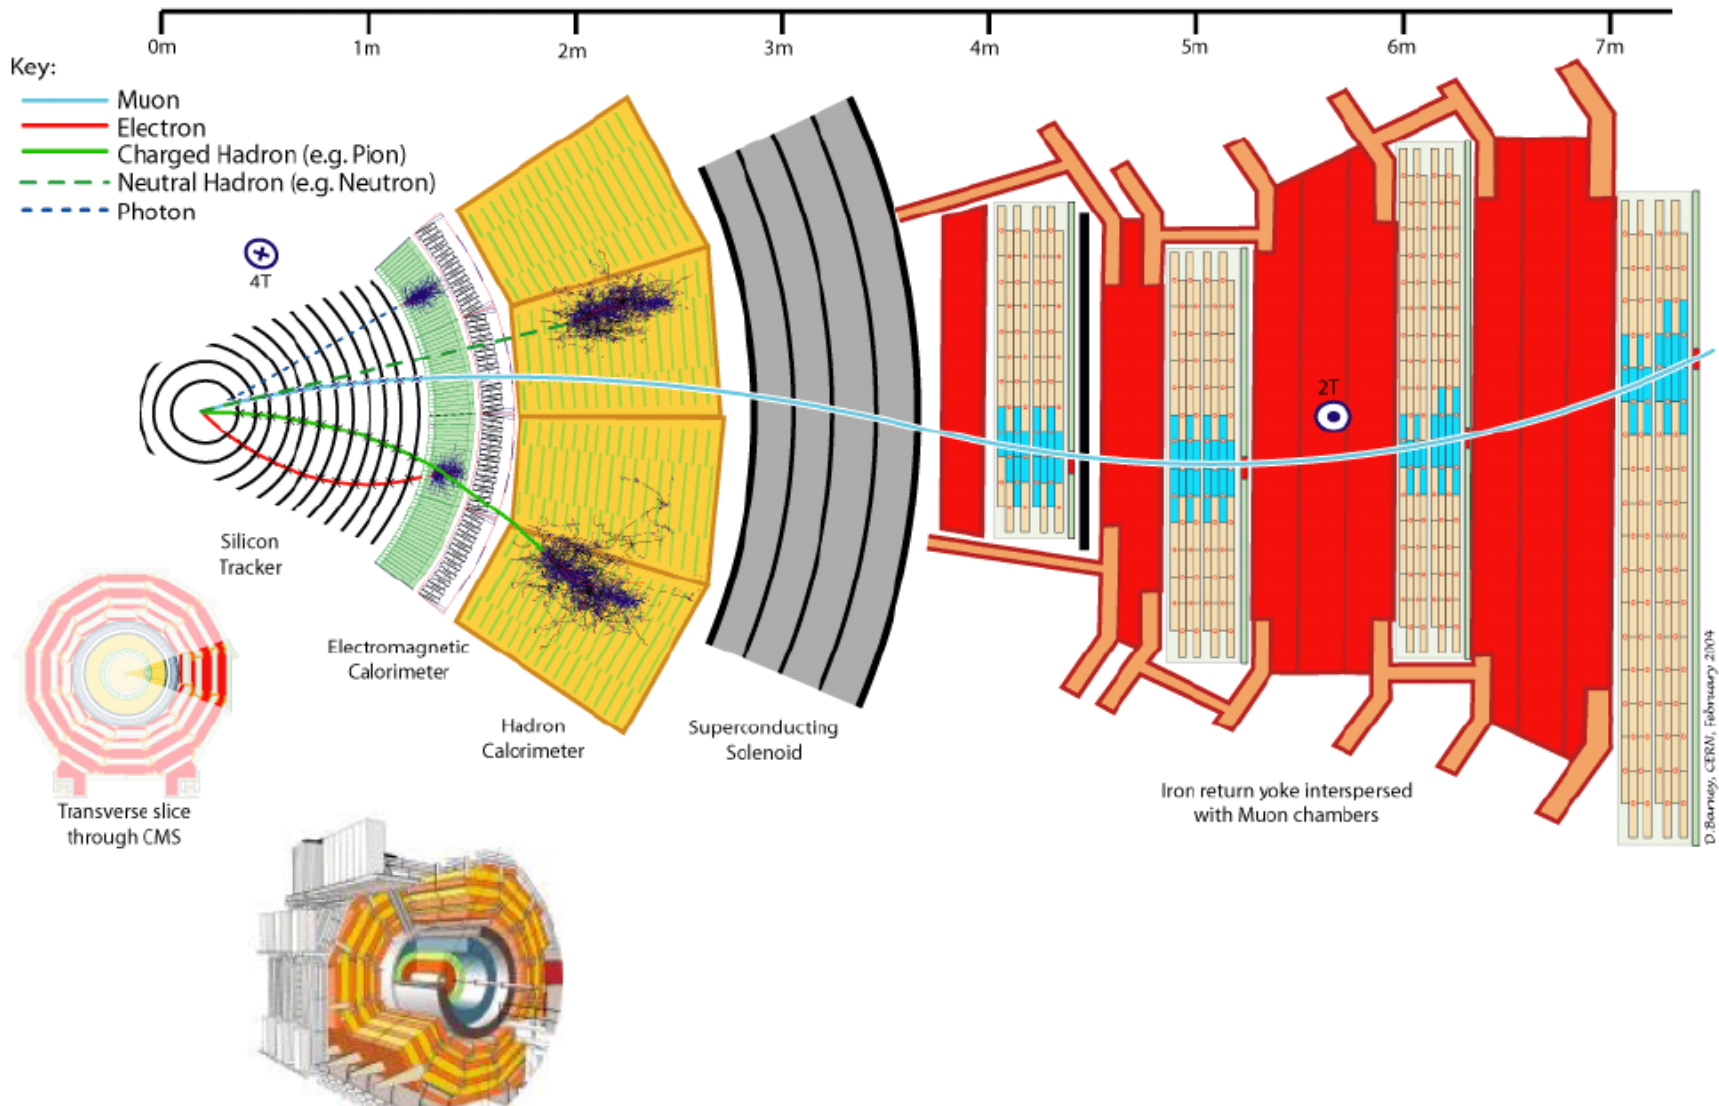 0m 1m 2m 3m 4m 5m 6m 7m
Key:
Muon
Electron
Charged Hadron (e.g. Pion)
Neutral Hadron (e.g. Neutron)
Photon
4T
2T
Silicon
Tracker
Electromagnetic
Calorimeter
Hadron
Calorimeter
Superconducting
Solenoid
Iron return yoke interspersed
with Muon chambers
Transverse slice
through CMS
D.Barney, CERN, February 2004